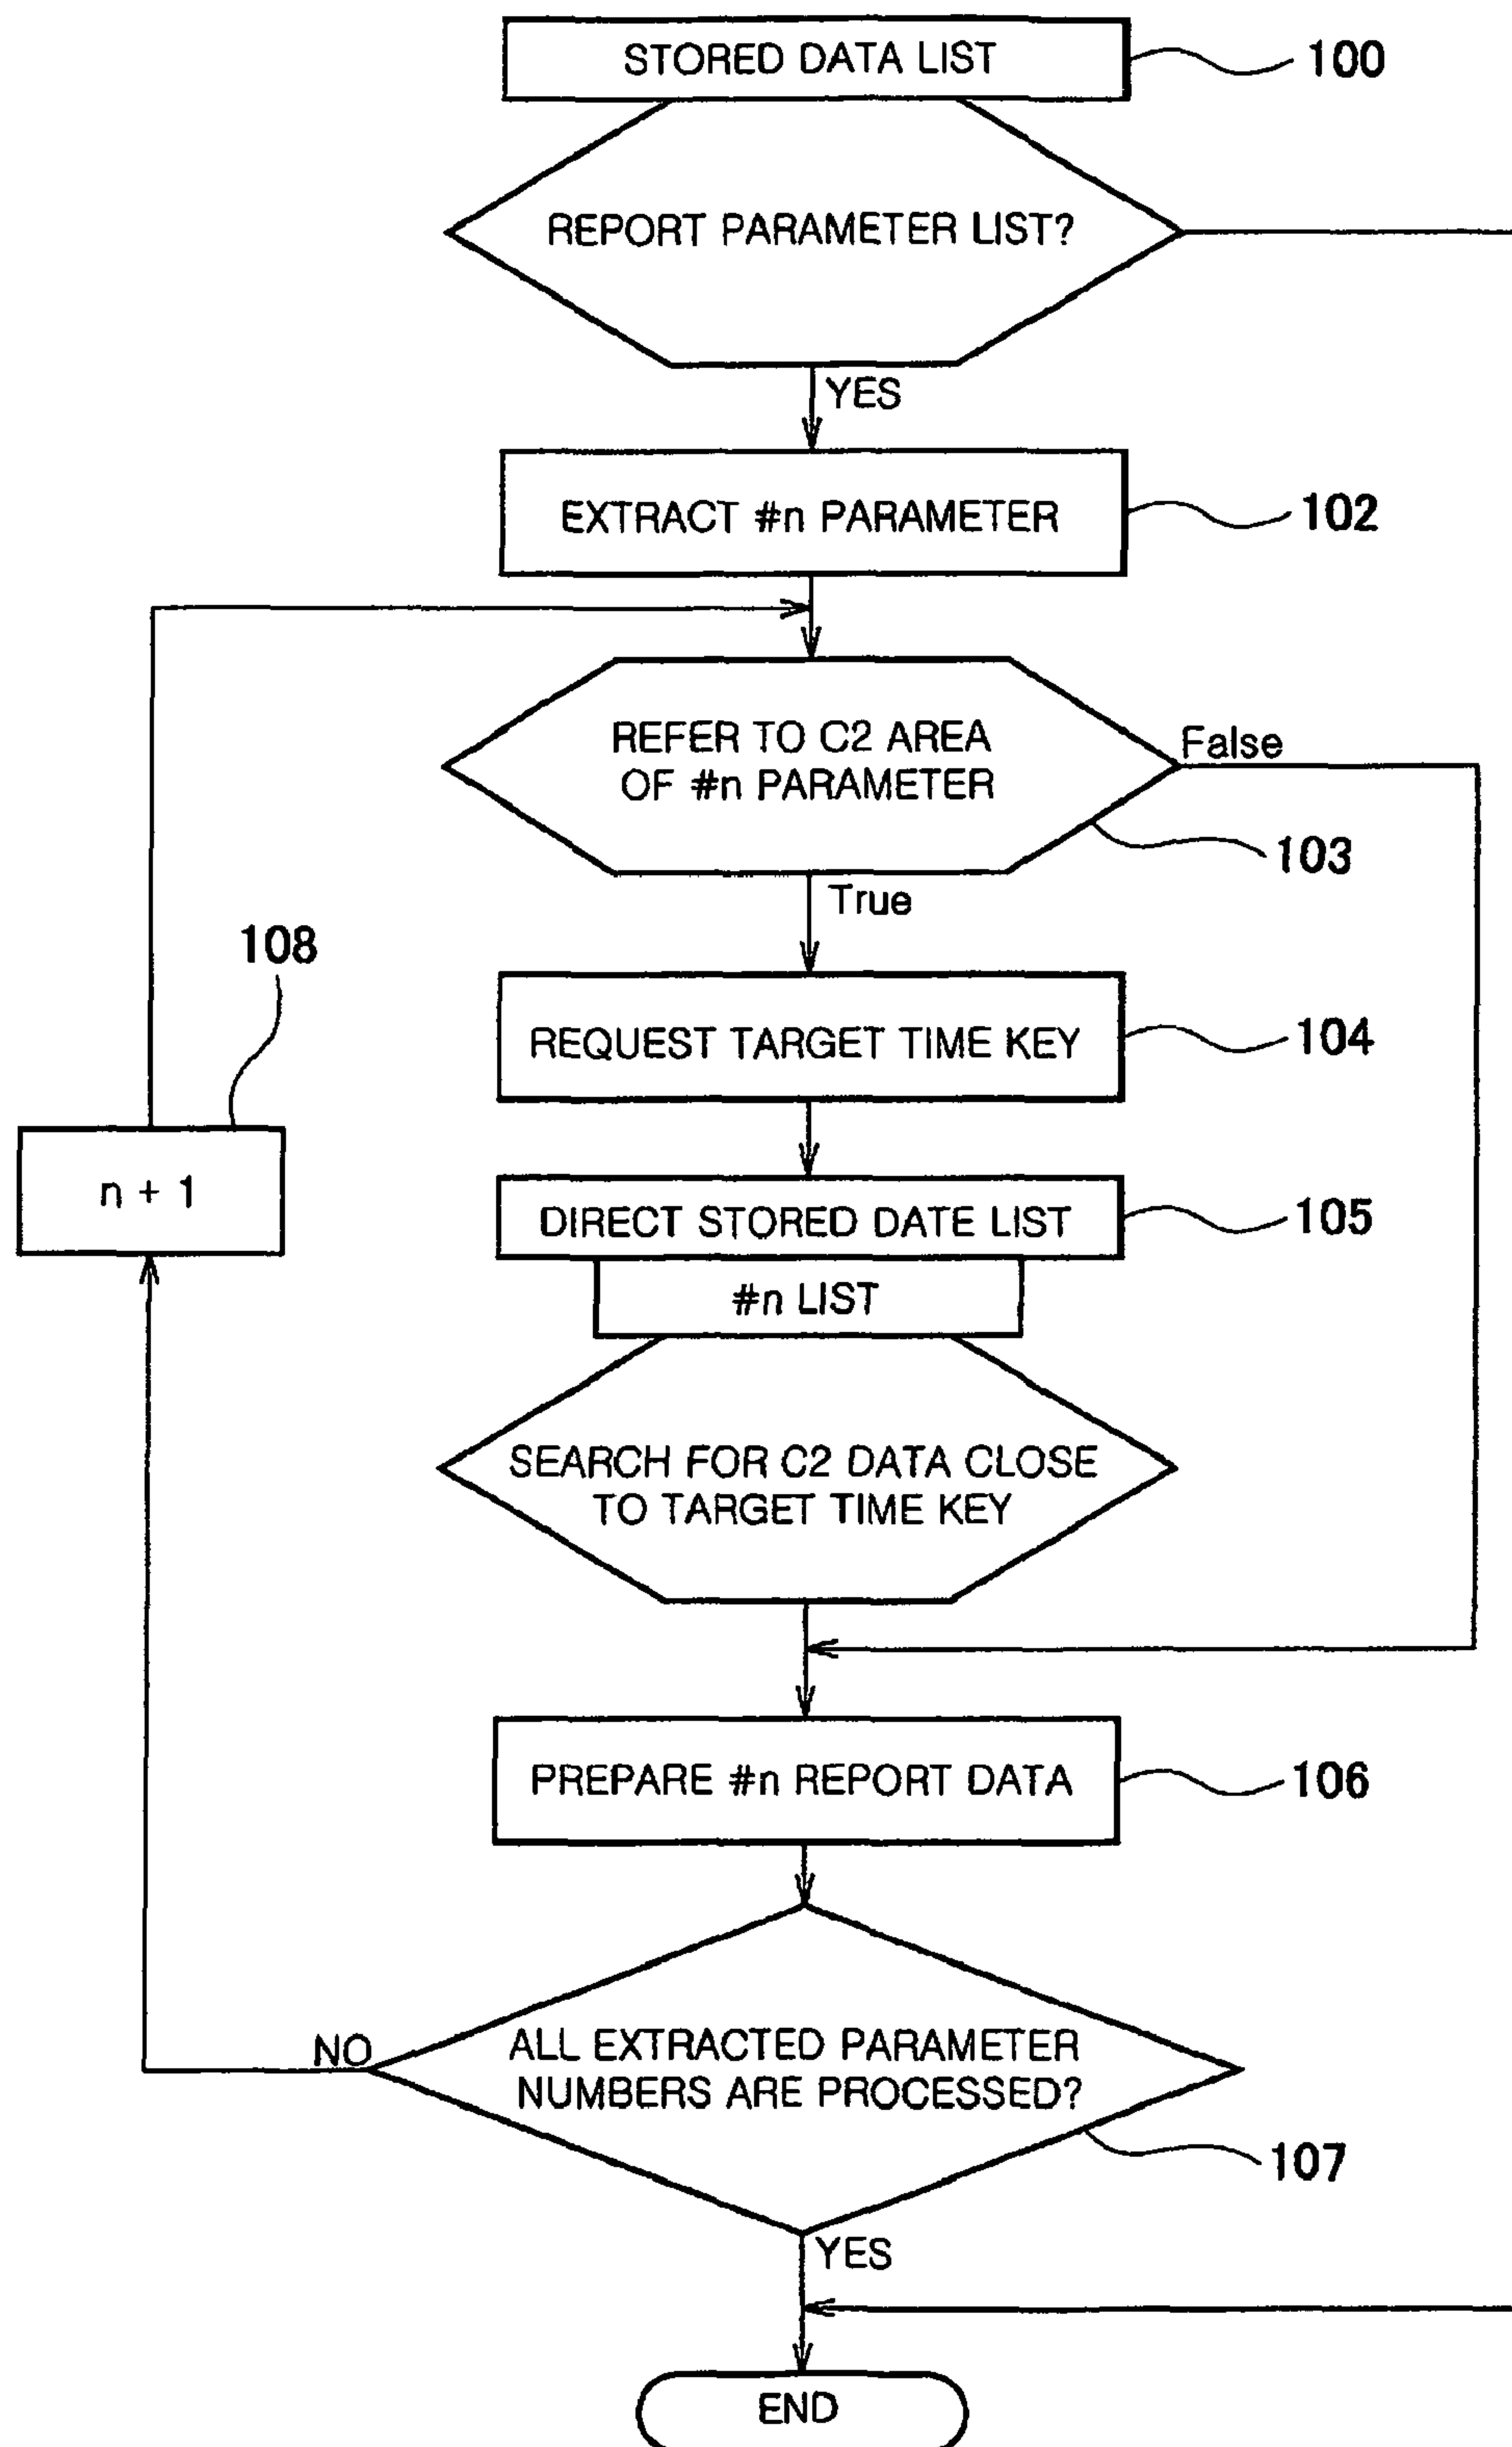 STORED DATA LIST
100
REPORT PARAMETER LIST?
YES
EXTRACT #n PARAMETER
102
REFER TO C2 AREA
OF #n PARAMETER
False
103
True
108
REQUEST TARGET TIME KEY
104
n + 1
DIRECT STORED DATE LIST
105
#n LIST
SEARCH FOR C2 DATA CLOSE
TO TARGET TIME KEY
PREPARE #n REPORT DATA
106
NO
ALL EXTRACTED PARAMETER
NUMBERS ARE PROCESSED?
107
YES
END